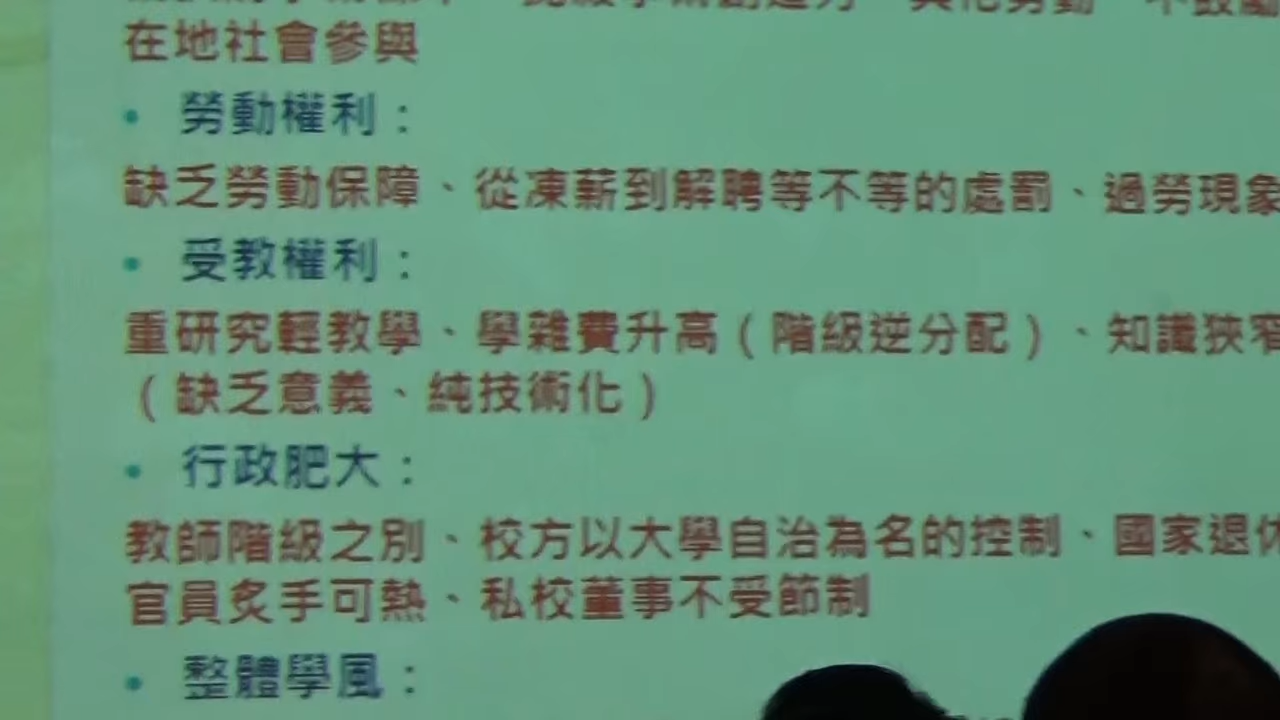 在地社會參與
• 勞動權利：
缺乏勞動保障、從凍薪到解聘等不等的處罰、過勞現象
• 受教權利：
重研究輕教學、學雜費升高（階級逆分配）、知識狹窄
（缺乏意義、純技術化）
• 行政肥大：
教師階級之別、校方以大學自治為名的控制、國家退休
官員炙手可熱、私校董事不受節制
• 整體學風：